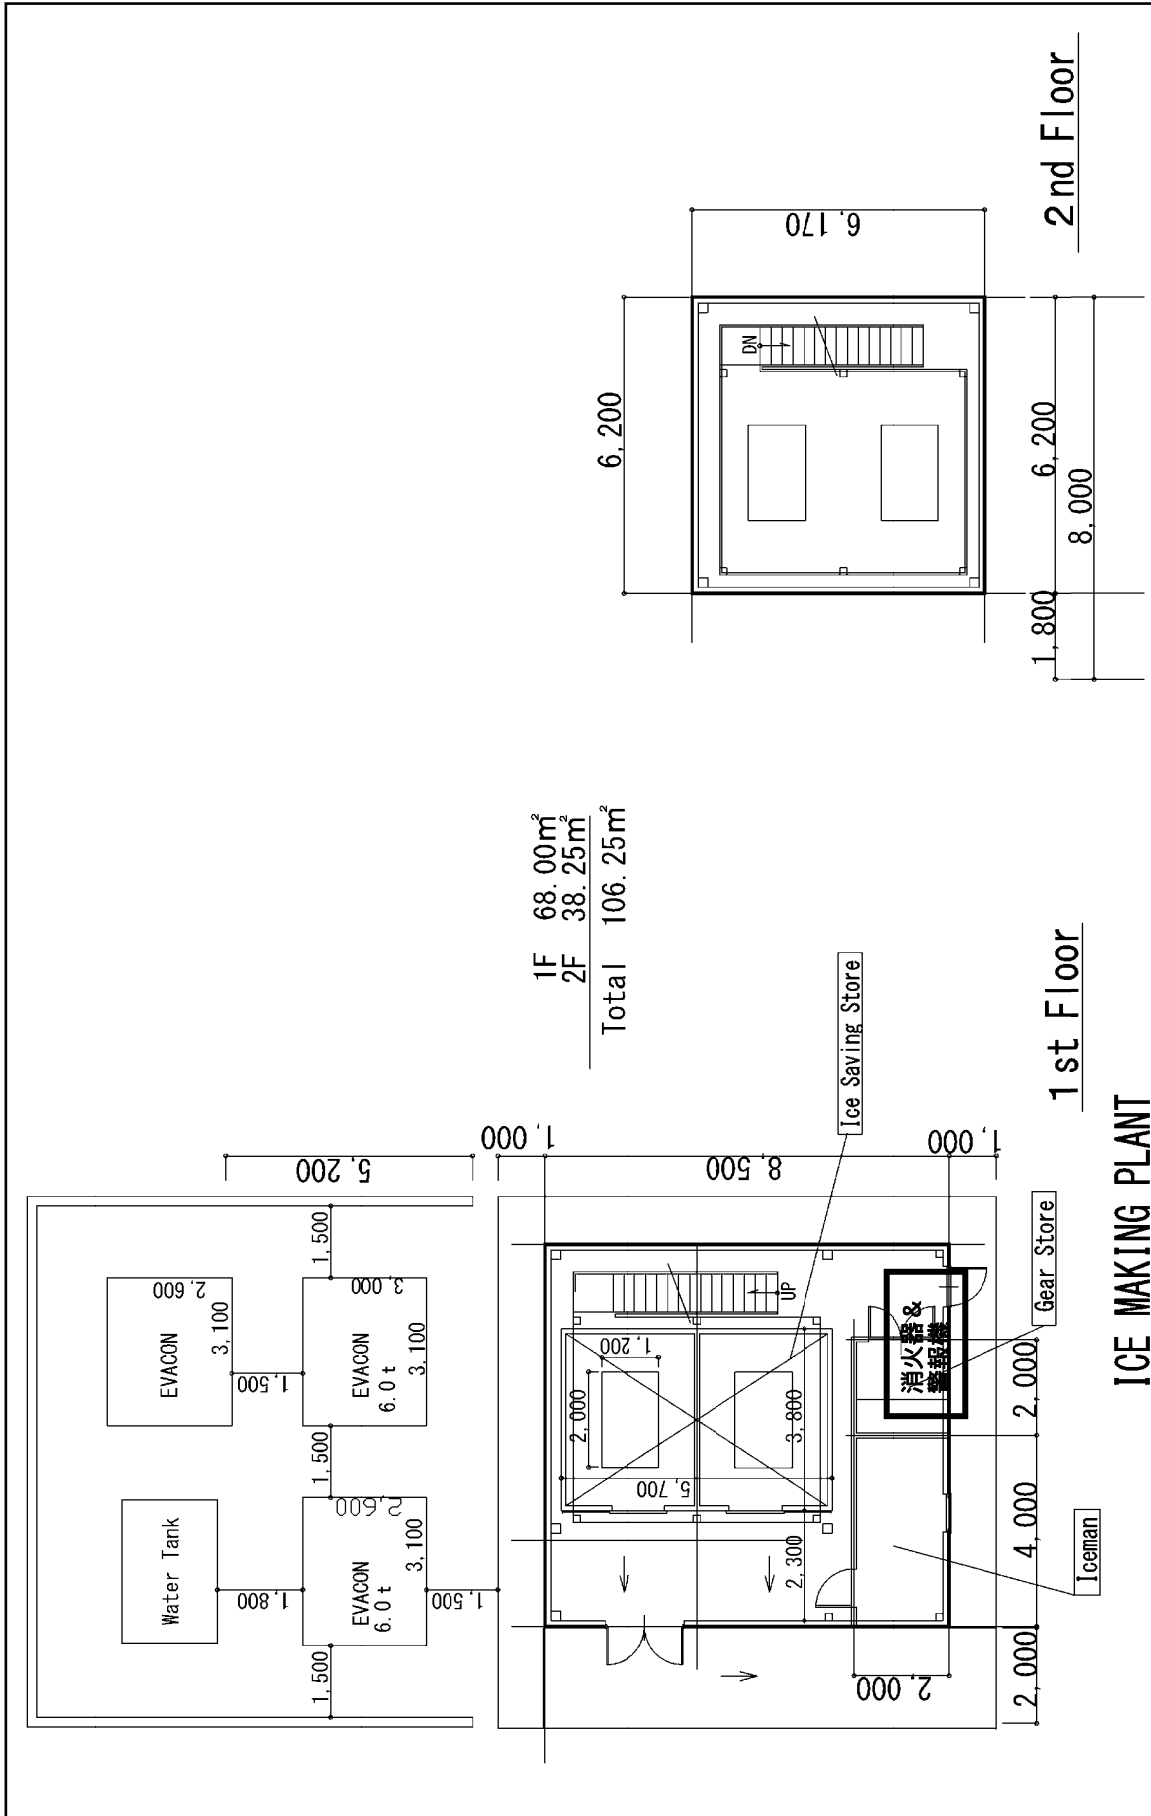 EVACON
2,600
3,100
1,500
Water Tank
1,800
EVACON
6.0t
3,000
3,100
1,500
1,500
EVACON
6.0t
2,600
3,100
1,500
1,500
5,200
1,000
8,500
1,000
UP
1,200
2,000
3,800
5,700
2,300
消火器&
警報機
2,000
2,000
4,000
2,000
Ice Saving Store
Gear Store
Iceman
1st Floor
1F 68.00m²
2F 38.25m²
Total 106.25m²
6,200
6,170
DN
6,200
1,800
8,000
2nd Floor
ICE MAKING PLANT